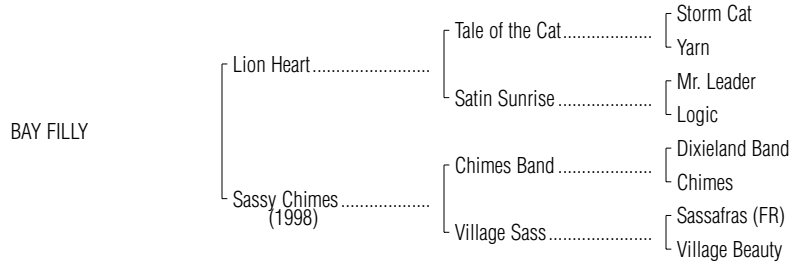 Storm Cat
Tale of the Cat....................
Yarn
Lion Heart.........................
Mr. Leader
Satin Sunrise ....................
Logic
BAY FILLY
Dixieland Band
Chimes Band ....................
Chimes
Sassy Chimes ...................
(1998)
Sassafras (FR)
Village Sass......................
Village Beauty